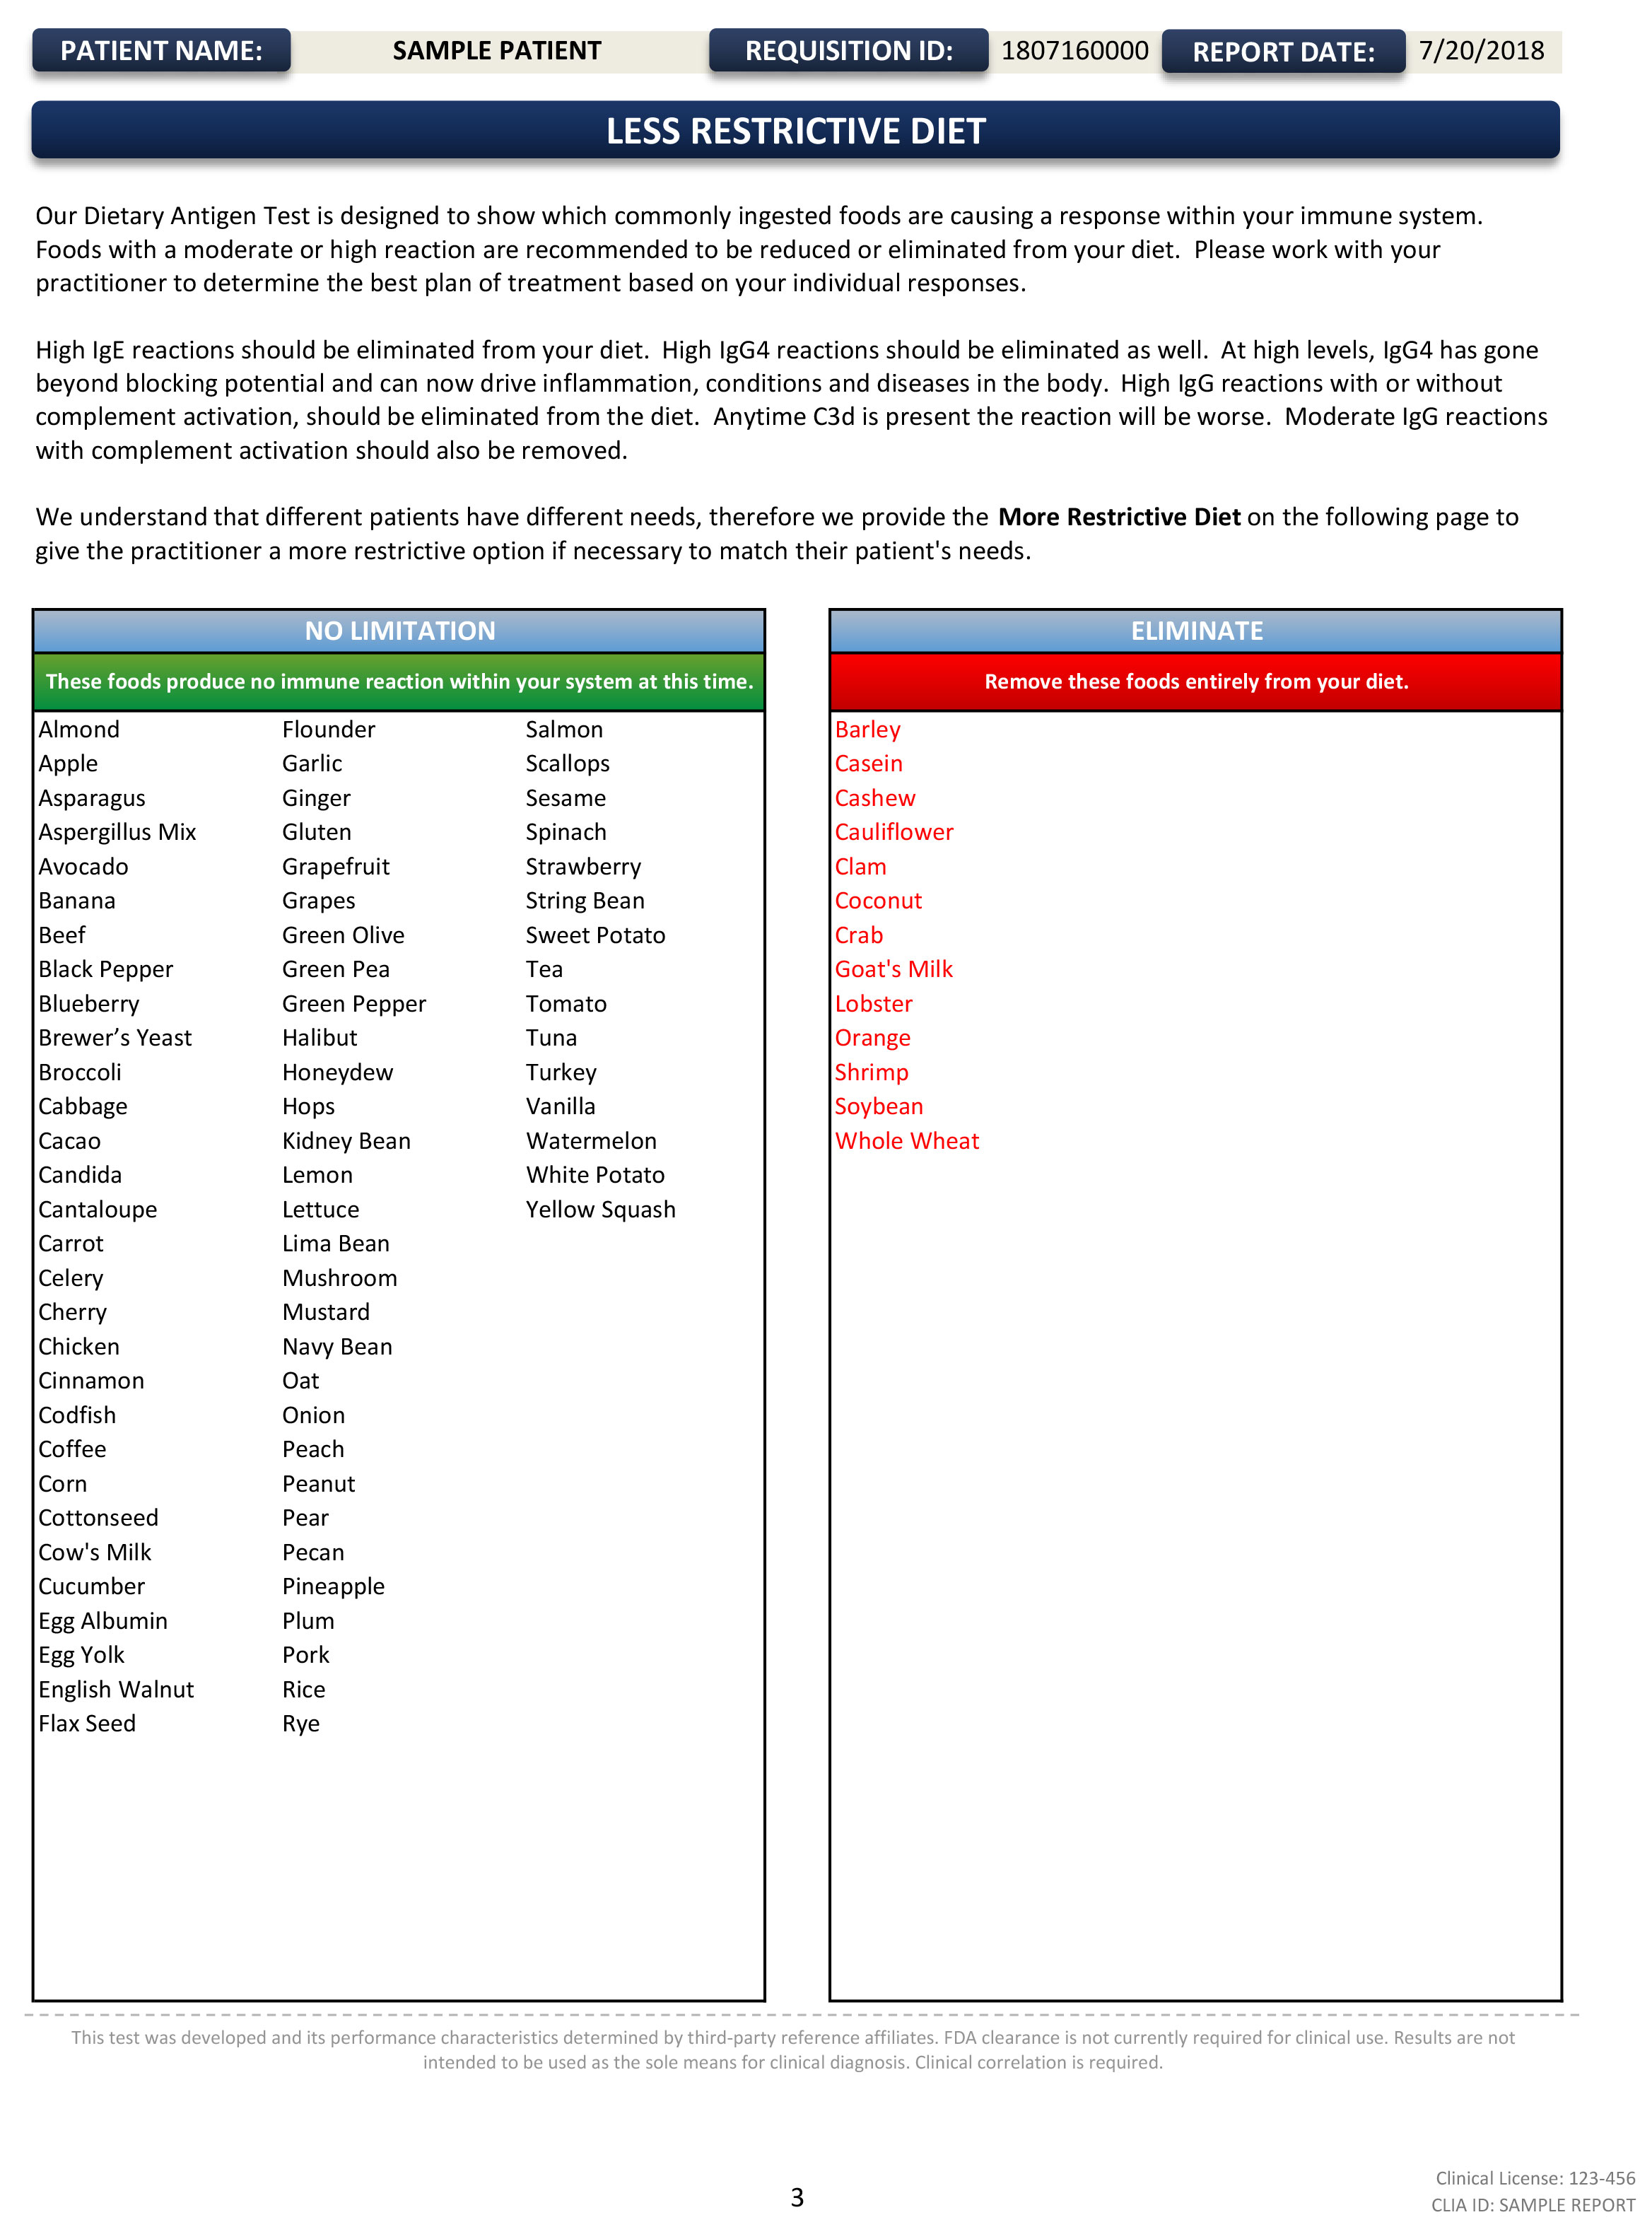 PATIENT NAME: SAMPLE PATIENT REQUISITION ID: 1807160000 REPORT DATE: 7/20/2018
LESS RESTRICTIVE DIET
Our Dietary Antigen Test is designed to show which commonly ingested foods are causing a response within your immune system.
Foods with a moderate or high reaction are recommended to be reduced or eliminated from your diet.  Please work with your
practitioner to determine the best plan of treatment based on your individual responses.
High IgE reactions should be eliminated from your diet.  High IgG4 reactions should be eliminated as well.  At high levels, IgG4 has gone
beyond blocking potential and can now drive inflammation, conditions and diseases in the body.  High IgG reactions with or without
complement activation, should be eliminated from the diet.  Anytime C3d is present the reaction will be worse.  Moderate IgG reactions
with complement activation should also be removed.
We understand that different patients have different needs, therefore we provide the More Restrictive Diet on the following page to
give the practitioner a more restrictive option if necessary to match their patient's needs.
NO LIMITATION
These foods produce no immune reaction within your system at this time.
Almond
Apple
Asparagus
Aspergillus Mix
Avocado
Banana
Beef
Black Pepper
Blueberry
Brewer’s Yeast
Broccoli
Cabbage
Cacao
Candida
Cantaloupe
Carrot
Celery
Cherry
Chicken
Cinnamon
Codfish
Coffee
Corn
Cottonseed
Cow's Milk
Cucumber
Egg Albumin
Egg Yolk
English Walnut
Flax Seed
Flounder
Garlic
Ginger
Gluten
Grapefruit
Grapes
Green Olive
Green Pea
Green Pepper
Halibut
Honeydew
Hops
Kidney Bean
Lemon
Lettuce
Lima Bean
Mushroom
Mustard
Navy Bean
Oat
Onion
Peach
Peanut
Pear
Pecan
Pineapple
Plum
Pork
Rice
Rye
Salmon
Scallops
Sesame
Spinach
Strawberry
String Bean
Sweet Potato
Tea
Tomato
Tuna
Turkey
Vanilla
Watermelon
White Potato
Yellow Squash
ELIMINATE
Remove these foods entirely from your diet.
Barley
Casein
Cashew
Cauliflower
Clam
Coconut
Crab
Goat's Milk
Lobster
Orange
Shrimp
Soybean
Whole Wheat
This test was developed and its performance characteristics determined by third-party reference affiliates. FDA clearance is not currently required for clinical use. Results are not
intended to be used as the sole means for clinical diagnosis. Clinical correlation is required.
3
Clinical License: 123-456
CLIA ID: SAMPLE REPORT